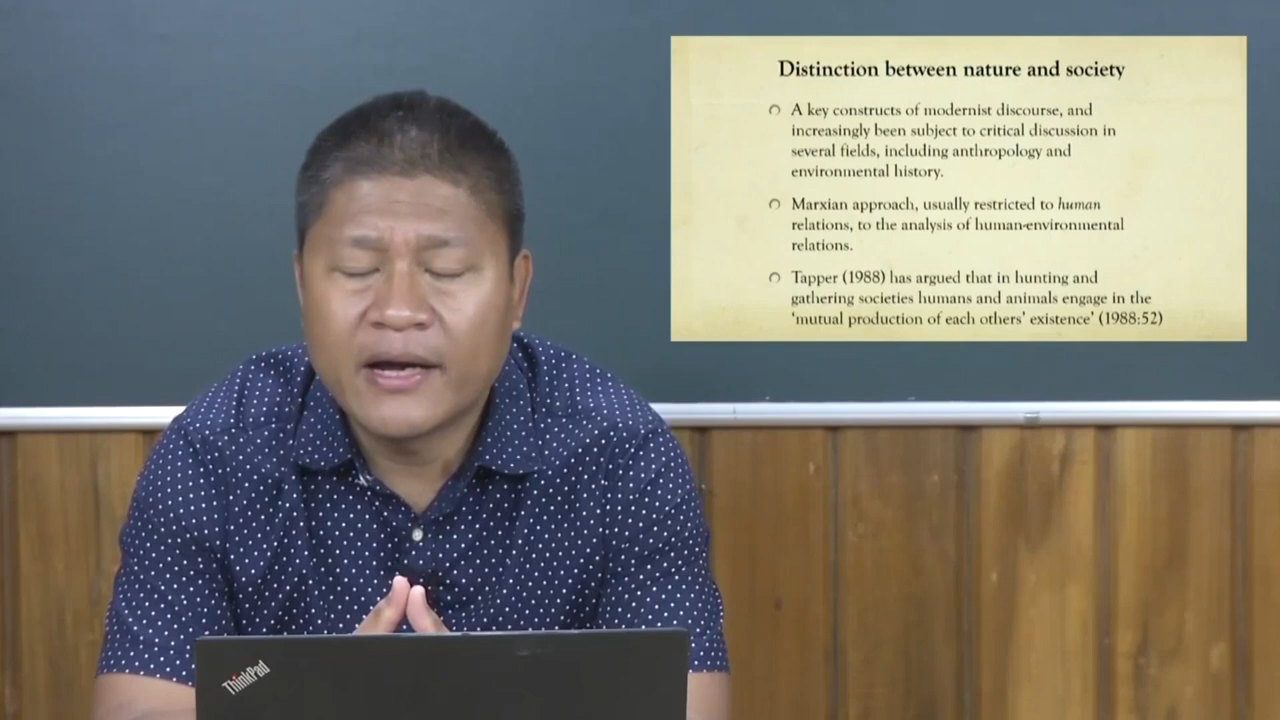 Distinction between nature and society
A key constructs of modernist discourse, and
increasingly been subject to critical discussion in
several fields, including anthropology and
environmental history.
Marxian approach, usually restricted to human
relations, to the analysis of human-environmental
relations.
Tapper (1988) has argued that in hunting and
gathering societies humans and animals engage in the
‘mutual production of each others’ existence’ (1988:52)
ThinkPad